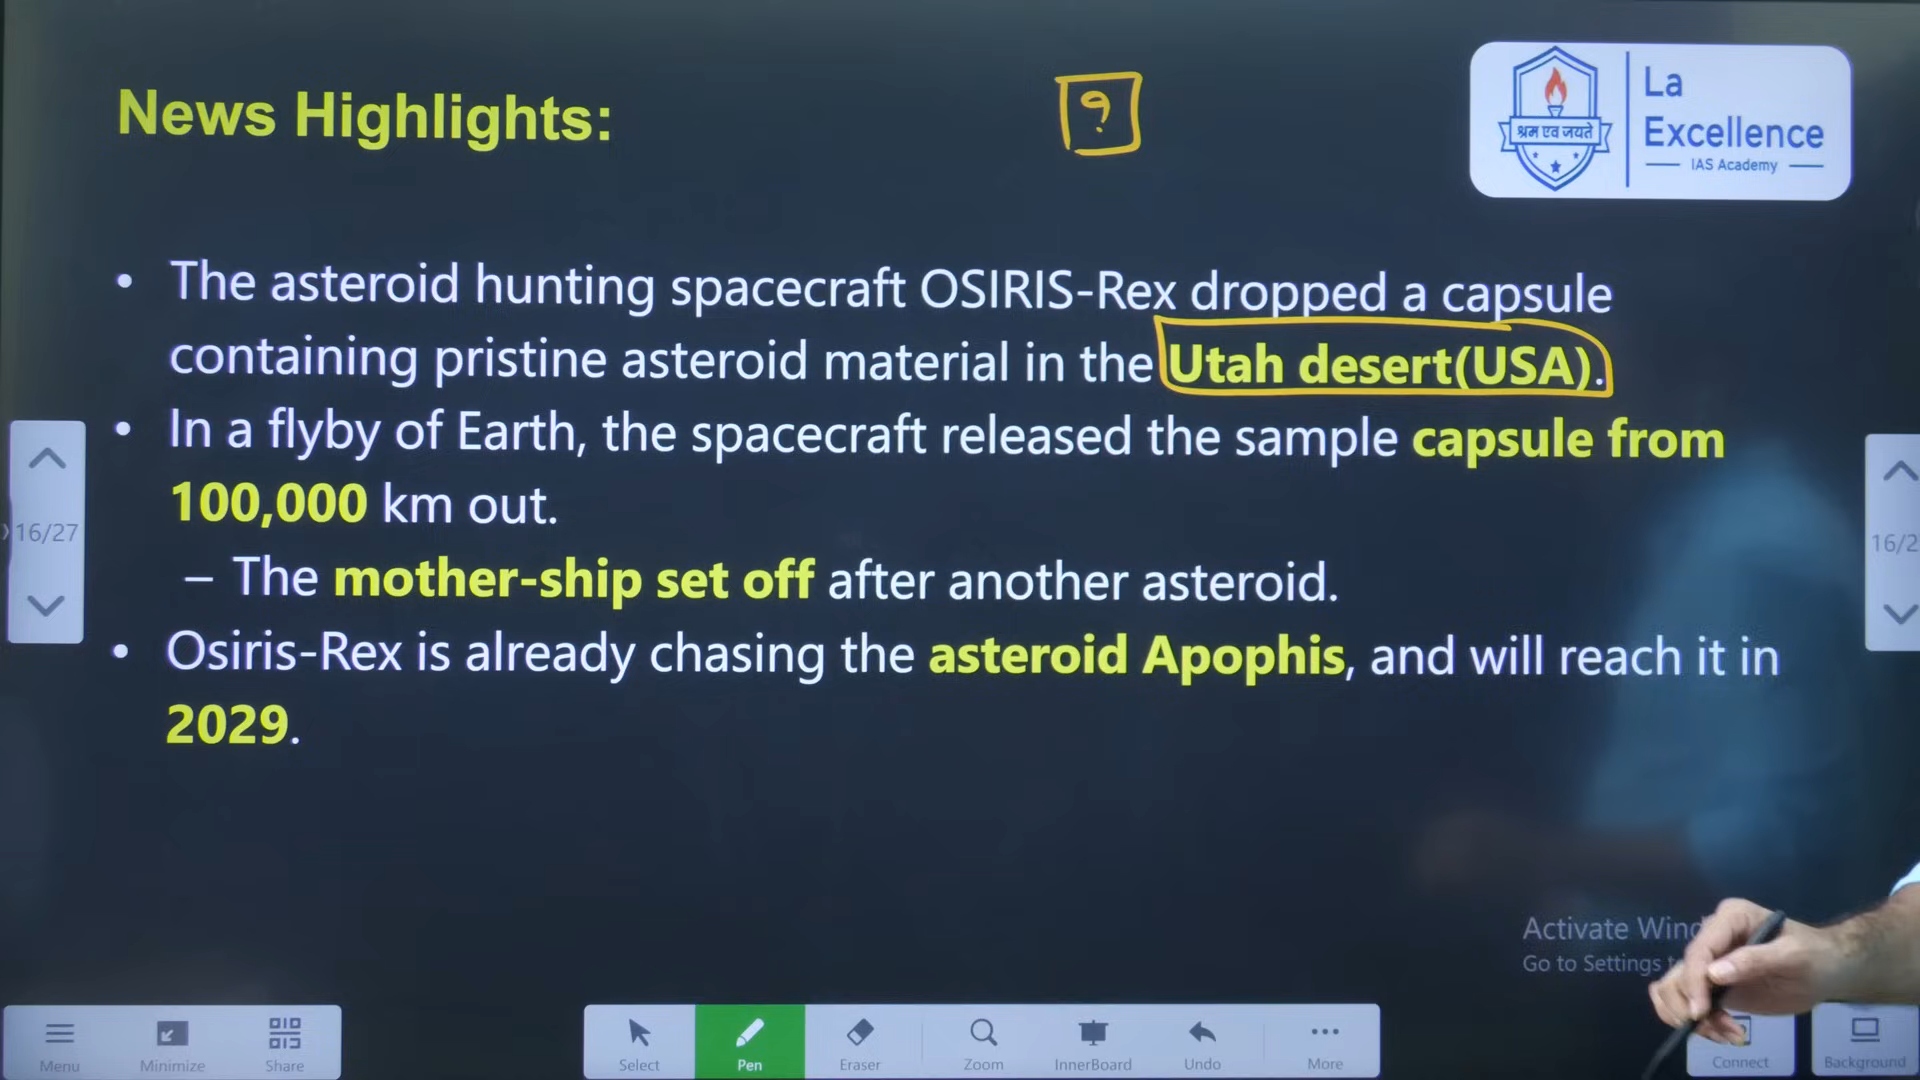 News Highlights:
?
La
Excellence
IAS Academy
श्रम एव जयते
• The asteroid hunting spacecraft OSIRIS-Rex dropped a capsule
containing pristine asteroid material in the Utah desert(USA).
• In a flyby of Earth, the spacecraft released the sample capsule from
100,000 km out.
– The mother-ship set off after another asteroid.
• Osiris-Rex is already chasing the asteroid Apophis, and will reach it in
2029.
16/27
16/2
Activate Wind
Go to Settings t
Menu
Minimize
Share
Select
Pen
Eraser
Zoom
InnerBoard
Undo
More
Connect
Background